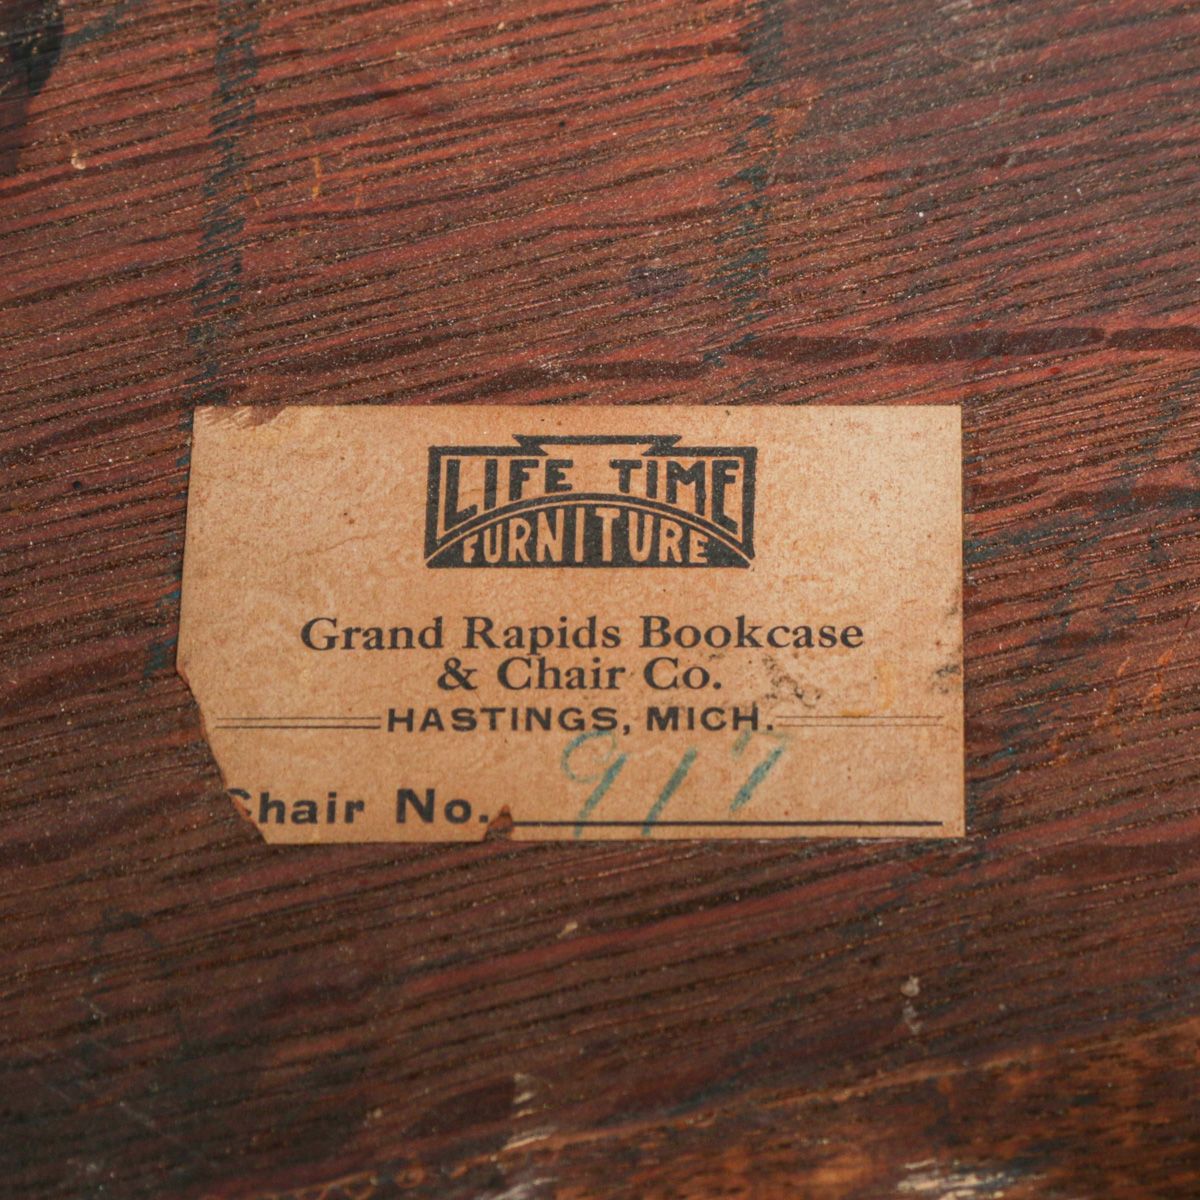 LIFE TIME
FURNITURE
Grand Rapids Bookcase
& Chair Co.
HASTINGS, MICH.
Chair No. 917